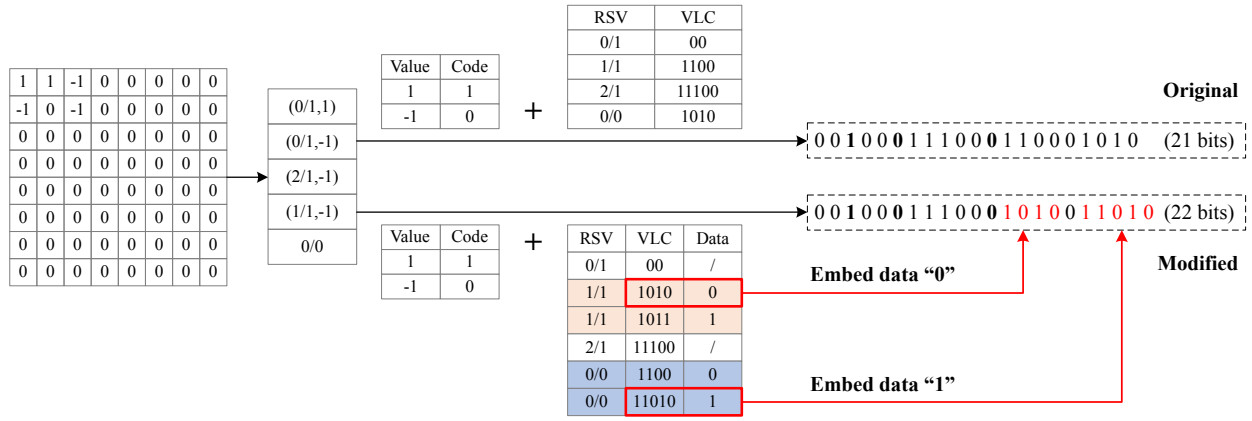 1 1 -1 0 0 0 0 0
-1 0 -1 0 0 0 0 0
0 0 0 0 0 0 0 0
0 0 0 0 0 0 0 0
0 0 0 0 0 0 0 0
0 0 0 0 0 0 0 0
0 0 0 0 0 0 0 0
0 0 0 0 0 0 0 0
(0/1,1)
(0/1,-1)
(2/1,-1)
(1/1,-1)
0/0
Value Code
1 1
-1 0
+
RSV VLC
0/1 00
1/1 1100
2/1 11100
0/0 1010
Original
0 0 1 0 0 0 1 1 1 0 0 0 1 1 0 0 0 1 0 1 0 (21 bits)
0 0 1 0 0 0 1 1 1 0 0 0 1 0 1 0 0 1 1 0 1 0 (22 bits)
Modified
Value Code
1 1
-1 0
+
RSV VLC Data
0/1 00 /
1/1 1010 0
1/1 1011 1
2/1 11100 /
0/0 1100 0
0/0 11010 1
Embed data “0”
Embed data “1”